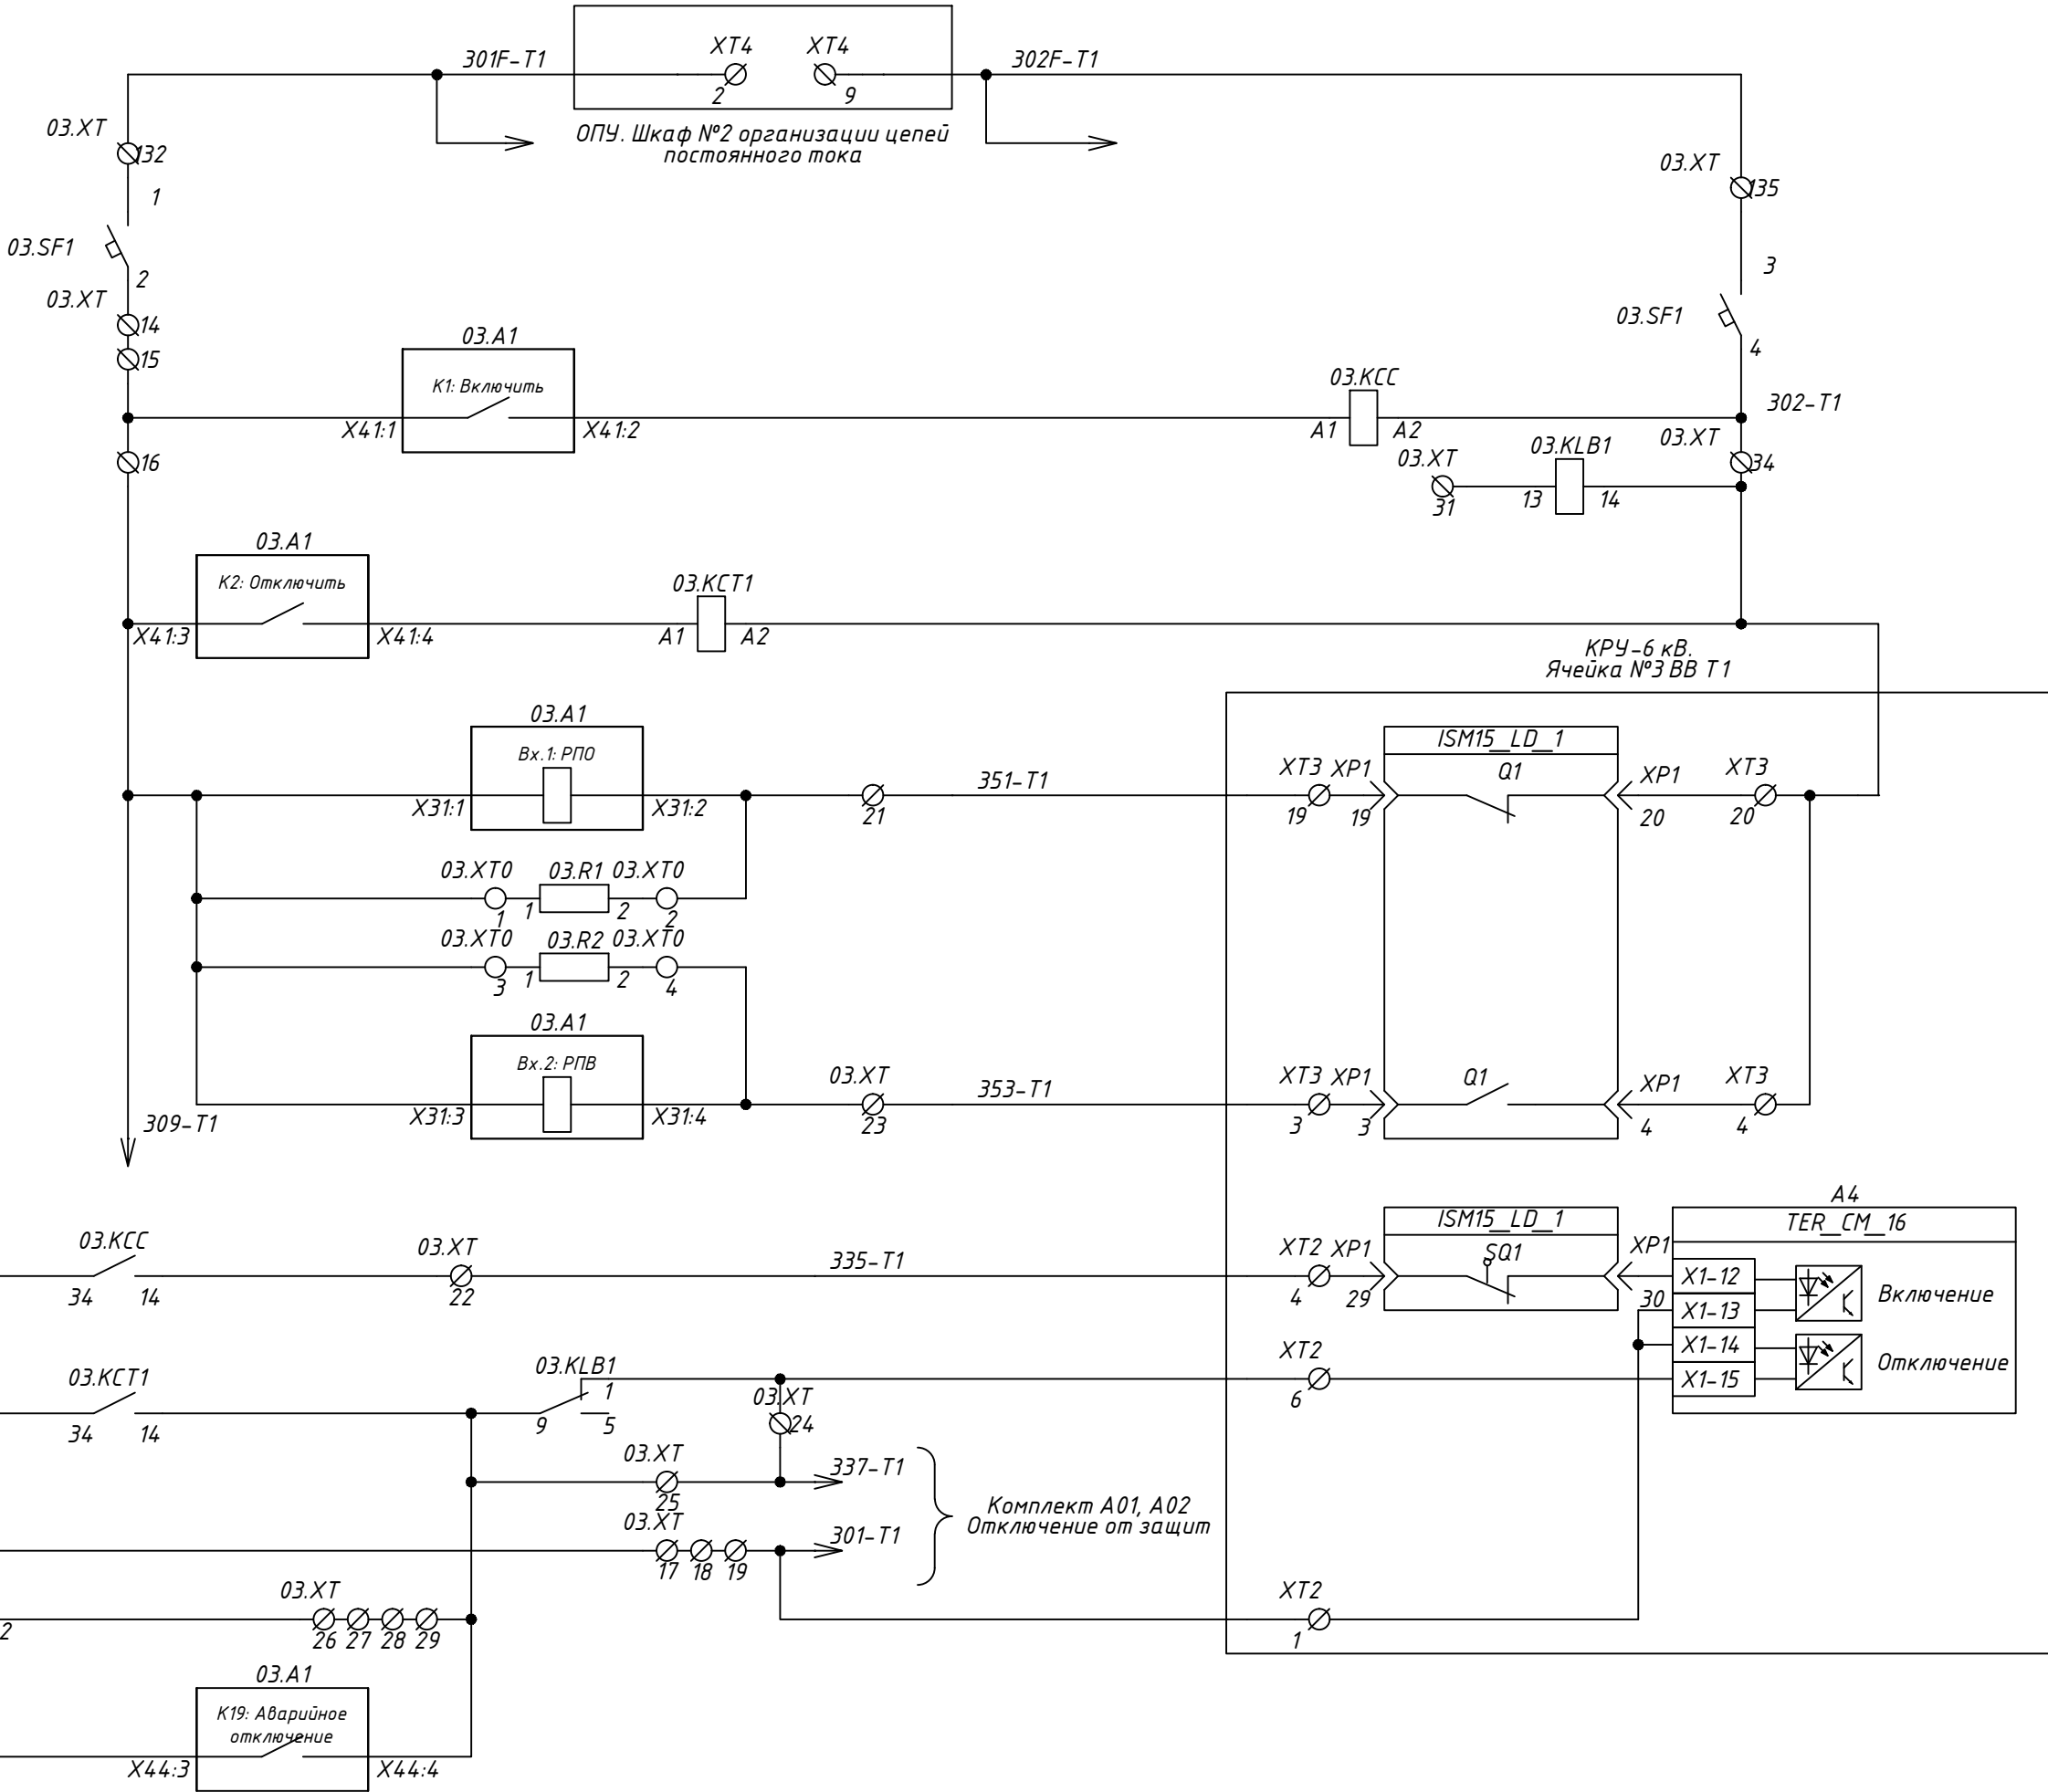 301F-T1
XT4
XT4
302F-T1
2
9
ОПУ. Шкаф №2 организации цепей
постоянного тока
03.XT
132
1
03.SF1
2
03.XT
14
15
03.XT
135
3
03.SF1
4
03.A1
К1: Включить
X41:1
X41:2
03.KCC
A1
A2
302-T1
03.XT
34
16
03.XT
31
03.KLB1
13
14
03.A1
К2: Отключить
X41:3
X41:4
03.KCT1
A1
A2
КРУ-6 кВ.
Ячейка №3 ВВ Т1
03.A1
Вх.1: РПО
X31:1
X31:2
21
351-T1
XT3
19
XP1
19
ISM15_LD_1
Q1
XP1
20
XT3
20
03.XT0
1
03.R1
1
2
03.XT0
2
03.XT0
3
03.R2
1
2
03.XT0
4
03.A1
Вх.2: РПВ
X31:3
X31:4
03.XT
23
353-T1
XT3
3
XP1
3
Q1
XP1
4
XT3
4
309-T1
03.KCC
34
14
03.XT
22
335-T1
XT2
4
XP1
29
ISM15_LD_1
SQ1
XP1
30
A4
TER_CM_16
X1-12
X1-13
X1-14
X1-15
Включение
Отключение
03.KCT1
34
14
03.KLB1
1
9
5
03.XT
24
XT2
6
03.XT
25
337-T1
03.XT
17
18
19
301-T1
Комплект А01, А02
Отключение от защит
03.XT
26
27
28
29
2
XT2
1
03.A1
К19: Аварийное
отключение
X44:3
X44:4